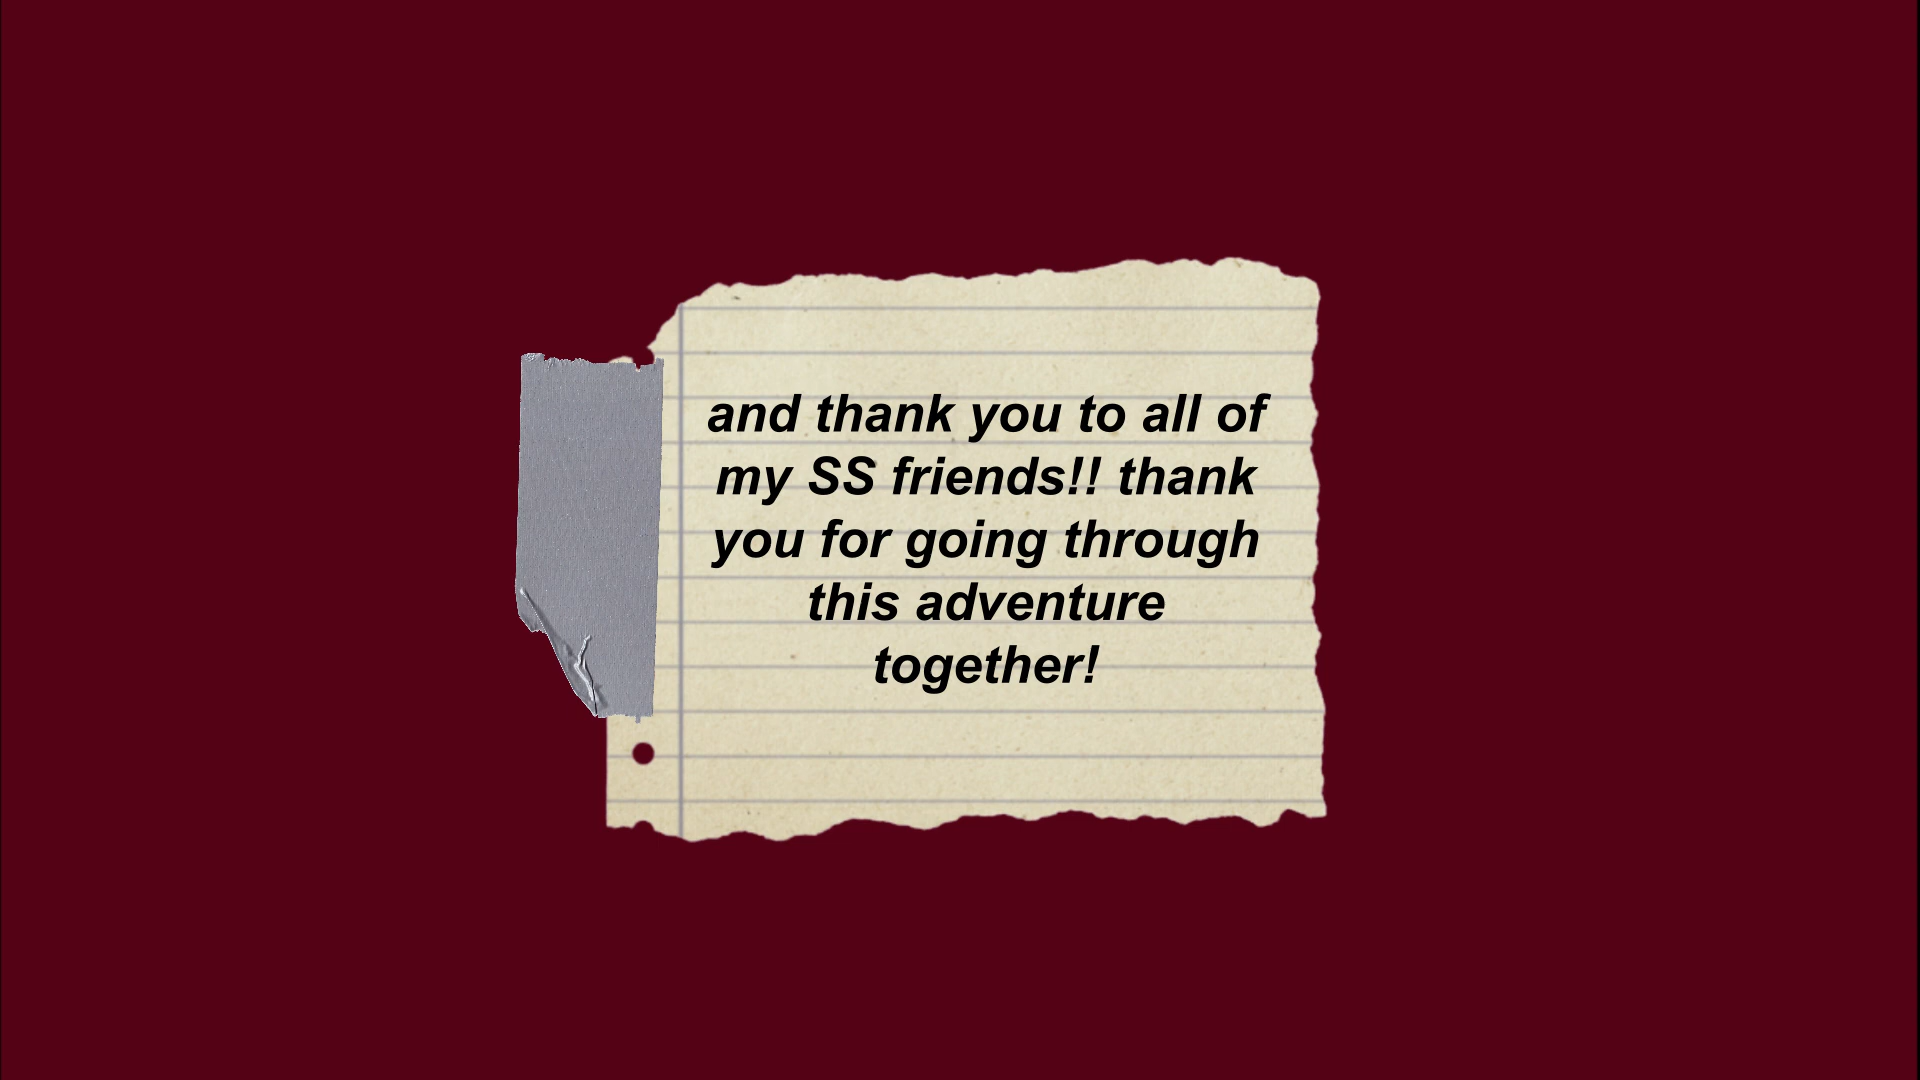 and thank you to all of
my SS friends!! thank
you for going through
this adventure
together!